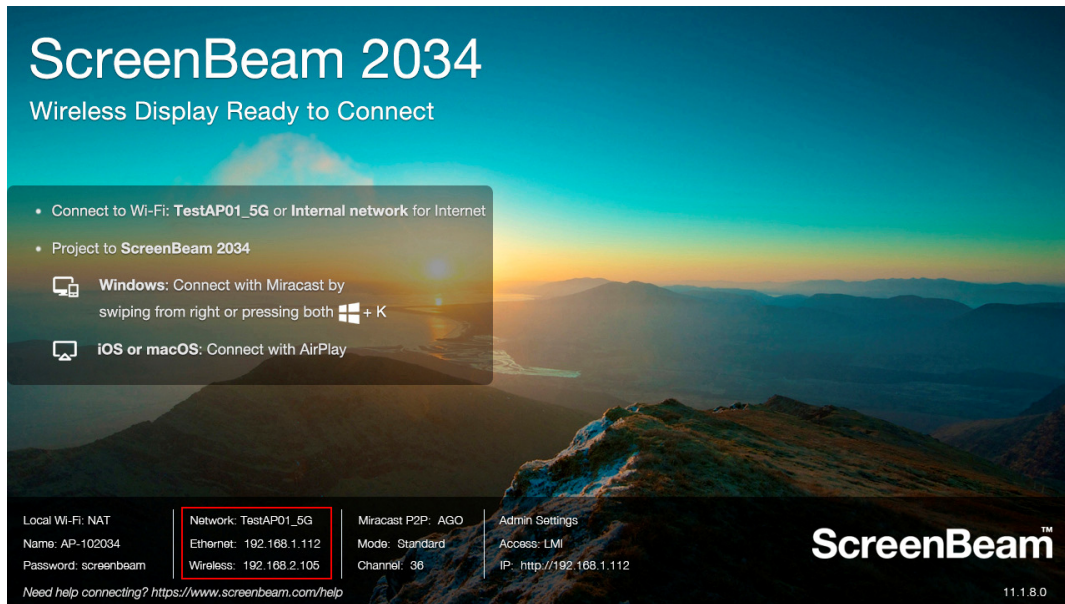 ScreenBeam 2034
Wireless Display Ready to Connect
• Connect to Wi-Fi: TestAP01_5G or Internal network for Internet
• Project to ScreenBeam 2034
Windows: Connect with Miracast by
swiping from right or pressing both + K
iOS or macOS: Connect with AirPlay
Local Wi-Fi: NAT
Name: AP-102034
Password: screenbeam
Network: TestAP01_5G
Ethernet: 192.168.1.112
Wireless: 192.168.2.105
Miracast P2P: AGO
Mode: Standard
Channel: 36
Admin Settings
Access: LMI
IP: http://192.168.1.112
Need help connecting? https://www.screenbeam.com/help
ScreenBeam™
11.1.8.0